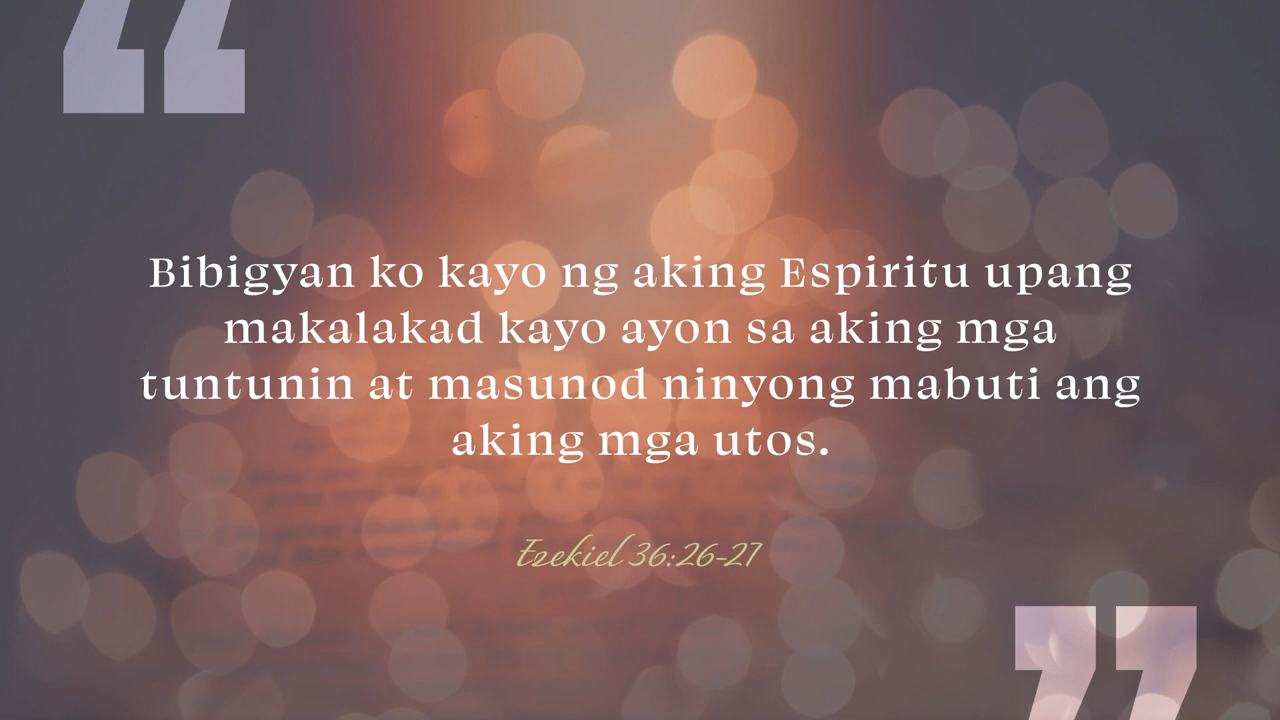 “
Bibigyan ko kayo ng aking Espiritu upang
makalakad kayo ayon sa aking mga
tuntunin at masunod ninyong mabuti ang
aking mga utos.
Ezekiel 36:26-27
”